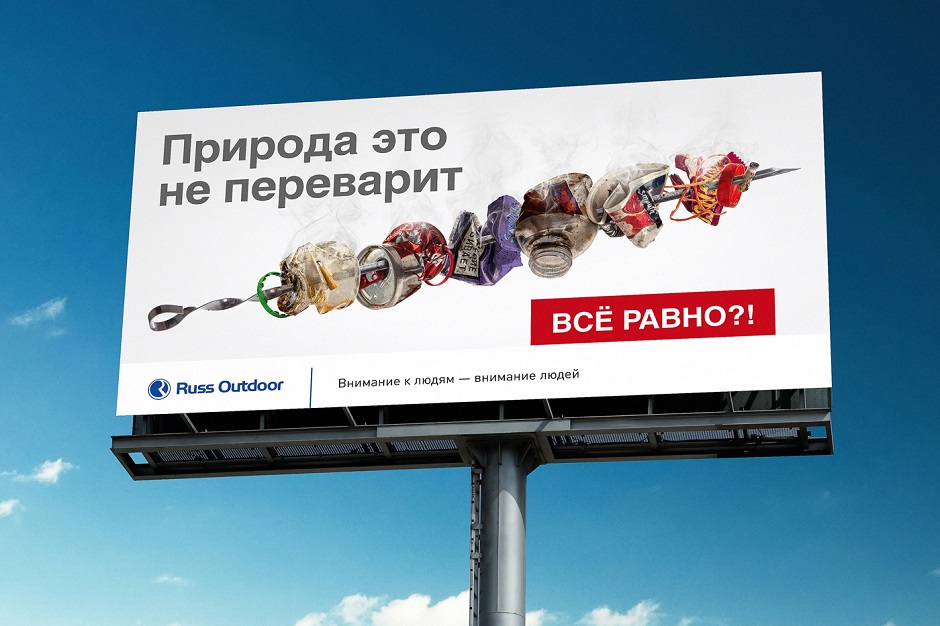 Природа это
не переварит
ВСЁ РАВНО?!
Russ Outdoor
Внимание к людям — внимание людей